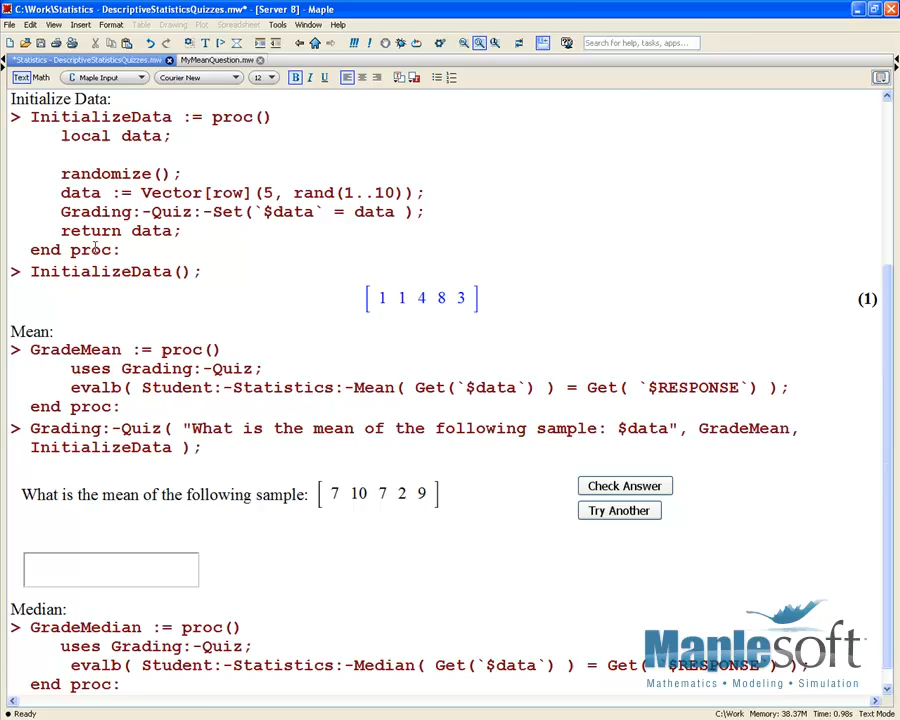 C:\Work\Statistics - DescriptiveStatisticsQuizzes.mw* - [Server 8] - Maple
File Edit View Insert Format Table Drawing Plot Spreadsheet Tools Window Help
Search for help, tasks, apps...
*Statistics - DescriptiveStatisticsQuizzes.mw MyMeanQuestion.mw
Text Math C Maple Input Courier New 12 B I U
Initialize Data:
> InitializeData := proc()
local data;
randomize();
data := Vector[row](5, rand(1..10));
Grading:-Quiz:-Set(`$data` = data );
return data;
end proc:
> InitializeData();
[ 1 1 4 8 3 ] (1)
Mean:
> GradeMean := proc()
uses Grading:-Quiz;
evalb( Student:-Statistics:-Mean( Get(`$data`) ) = Get( `$RESPONSE`) );
end proc:
> Grading:-Quiz( "What is the mean of the following sample: $data", GradeMean,
InitializeData );
What is the mean of the following sample: [ 7 10 7 2 9 ]
Check Answer
Try Another
Median:
> GradeMedian := proc()
uses Grading:-Quiz;
evalb( Student:-Statistics:-Median( Get(`$data`) ) = Get( `$RESPONSE`) );
end proc:
Maplesoft
Mathematics • Modeling • Simulation
Ready C:\Work Memory: 38.37M Time: 0.98s Text Mode